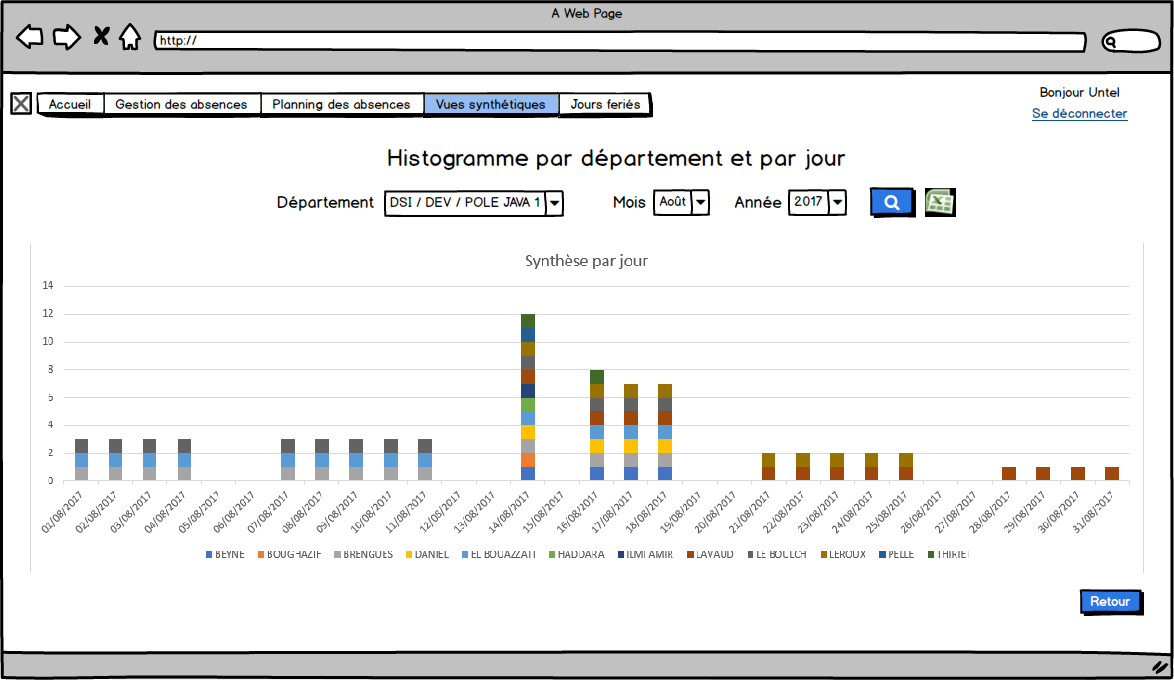 A Web Page
http://
Accueil Gestion des absences Planning des absences Vues synthétiques Jours feriés
Bonjour Untel
Se déconnecter
Histogramme par département et par jour
Département DSI / DEV / POLE JAVA 1 Mois Août Année 2017
Synthèse par jour
14
12
10
8
6
4
2
0
01/08/2017 02/08/2017 03/08/2017 04/08/2017 05/08/2017 06/08/2017 07/08/2017 08/08/2017 09/08/2017 10/08/2017 11/08/2017 12/08/2017 13/08/2017 14/08/2017 15/08/2017 16/08/2017 17/08/2017 18/08/2017 19/08/2017 20/08/2017 21/08/2017 22/08/2017 23/08/2017 24/08/2017 25/08/2017 26/08/2017 27/08/2017 28/08/2017 29/08/2017 30/08/2017 31/08/2017
BEYNE BOUGHAZIF BRENGUES DANIEL EL BOUAZZATI HADDARA ILMI AMIR LAVAUD LE BOULCH LEROUX PELLE THIRIET
Retour